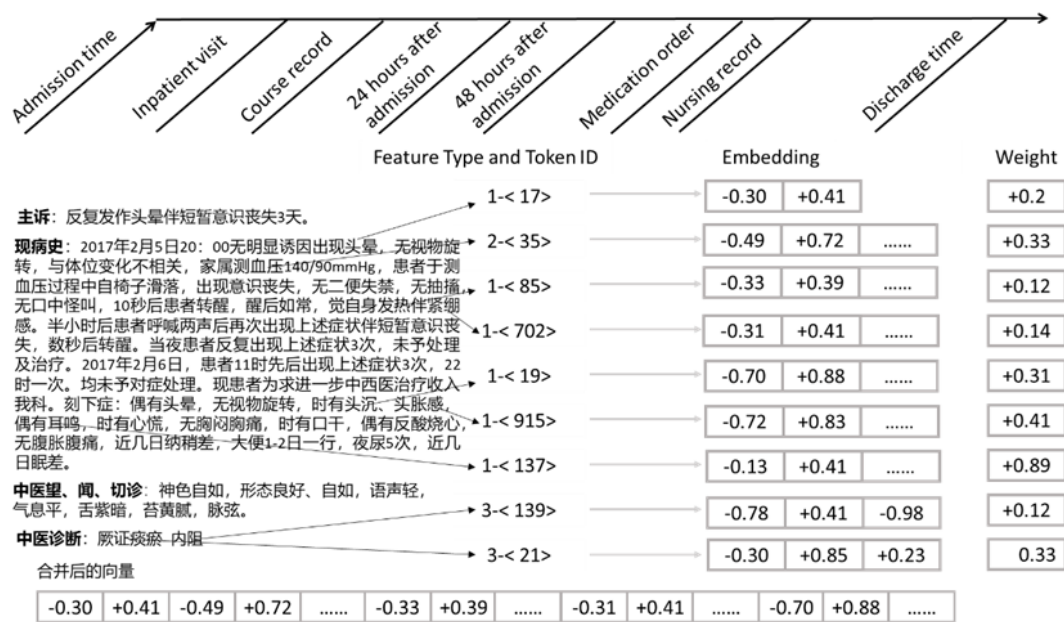 Admission time
Inpatient visit
Course record
24 hours after
admission
48 hours after
admission
Medication order
Nursing record
Discharge time
Feature Type and Token ID
Embedding
Weight
主诉：反复发作头晕伴短暂意识丧失3天。
现病史：2017年2月5日20：00无明显诱因出现头晕，无视物旋
转，与体位变化不相关，家属测血压140/90mmHg，患者于测
血压过程中自椅子滑落，出现意识丧失，无二便失禁，无抽搐，
无口中怪叫，10秒后患者转醒，醒后如常，觉自身发热伴紧绷
感。半小时后患者呼喊两声后再次出现上述症状伴短暂意识丧
失，数秒后转醒。当夜患者反复出现上述症状3次，未予处理
及治疗。2017年2月6日，患者11时先后出现上述症状3次，22
时一次。均未予对症处理。现患者为求进一步中西医治疗收入
我科。刻下症：偶有头晕，无视物旋转，时有头沉、头胀感，
偶有耳鸣，时有心慌，无胸闷胸痛，时有口干，偶有反酸烧心，
无腹胀腹痛，近几日纳稍差，大便1-2日一行，夜尿5次，近几
日眠差。
中医望、闻、切诊：神色自如，形态良好、自如，语声轻，
气息平，舌紫暗，苔黄腻，脉弦。
中医诊断：厥证痰瘀 内阻
1-< 17> -0.30 +0.41 +0.2
2-< 35> -0.49 +0.72 …… +0.33
1-< 85> -0.33 +0.39 …… +0.12
1-< 702> -0.31 +0.41 …… +0.14
1-< 19> -0.70 +0.88 …… +0.31
1-< 915> -0.72 +0.83 …… +0.41
1-< 137> -0.13 +0.41 …… +0.89
3-< 139> -0.78 +0.41 -0.98 +0.12
3-< 21> -0.30 +0.85 +0.23 0.33
合并后的向量
-0.30 +0.41 -0.49 +0.72 …… -0.33 +0.39 …… -0.31 +0.41 …… -0.70 +0.88 ……